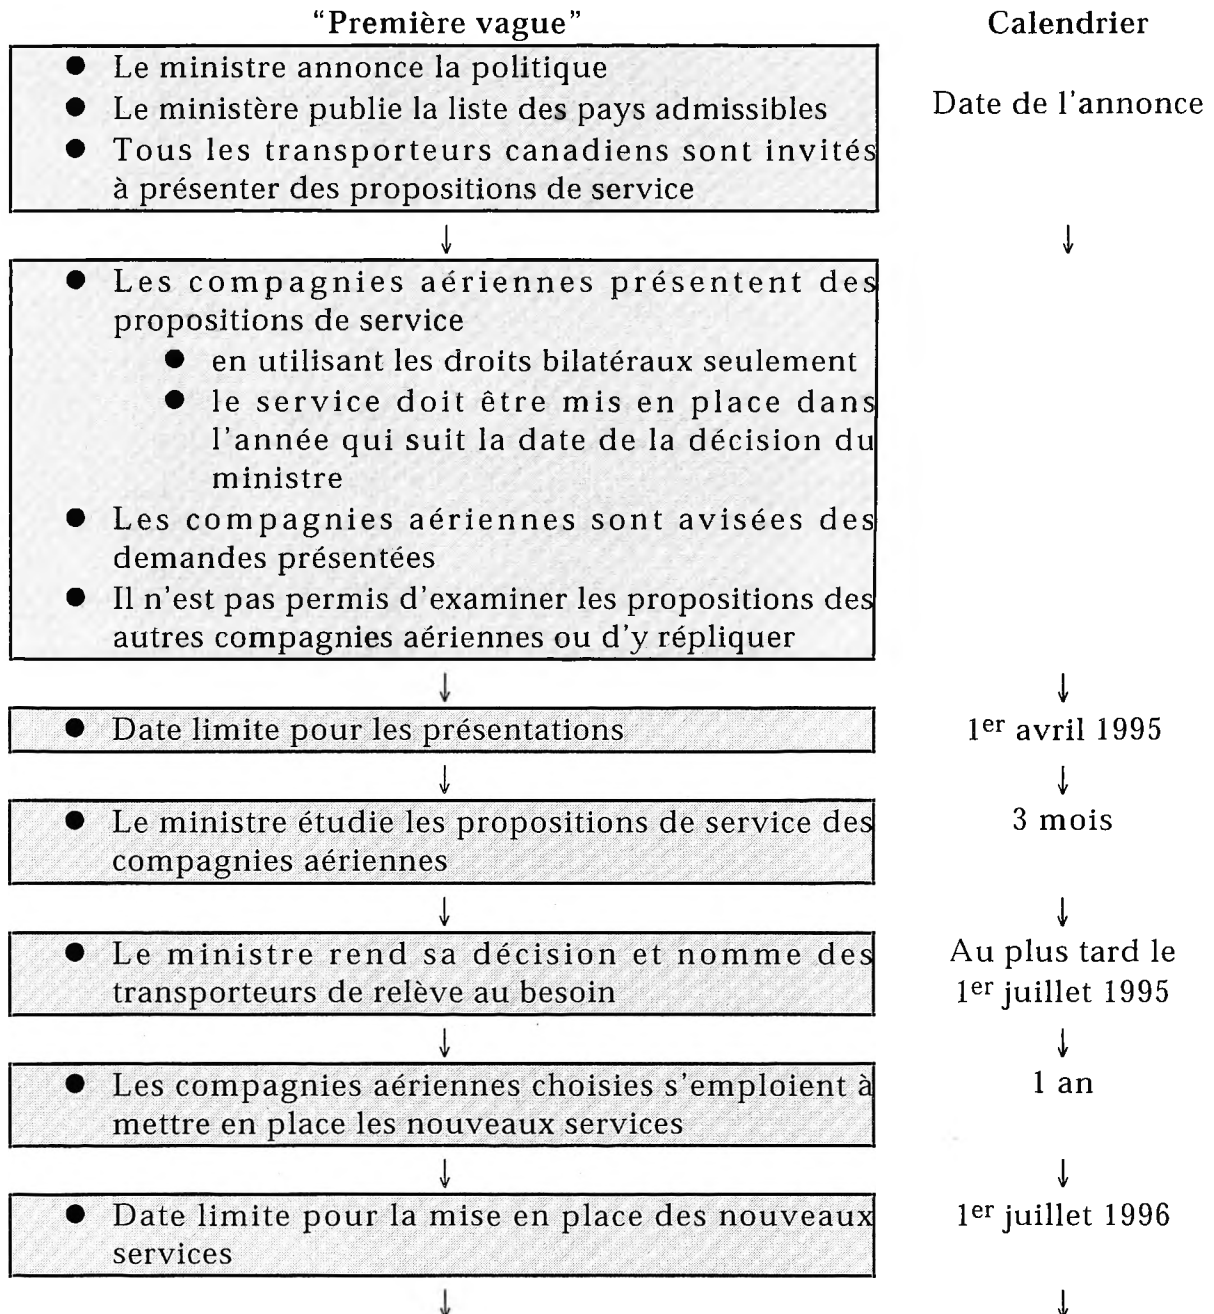 “Première vague” Calendrier
● Le ministre annonce la politique
● Le ministère publie la liste des pays admissibles Date de l'annonce
● Tous les transporteurs canadiens sont invités
à présenter des propositions de service
↓ ↓
● Les compagnies aériennes présentent des
propositions de service
● en utilisant les droits bilatéraux seulement
● le service doit être mis en place dans
l'année qui suit la date de la décision du
ministre
● Les compagnies aériennes sont avisées des
demandes présentées
● Il n'est pas permis d'examiner les propositions des
autres compagnies aériennes ou d'y répliquer
↓ ↓
● Date limite pour les présentations 1er avril 1995
↓ ↓
● Le ministre étudie les propositions de service des 3 mois
compagnies aériennes
↓ ↓
● Le ministre rend sa décision et nomme des Au plus tard le
transporteurs de relève au besoin 1er juillet 1995
↓ ↓
● Les compagnies aériennes choisies s'emploient à 1 an
mettre en place les nouveaux services
↓ ↓
● Date limite pour la mise en place des nouveaux 1er juillet 1996
services
↓ ↓